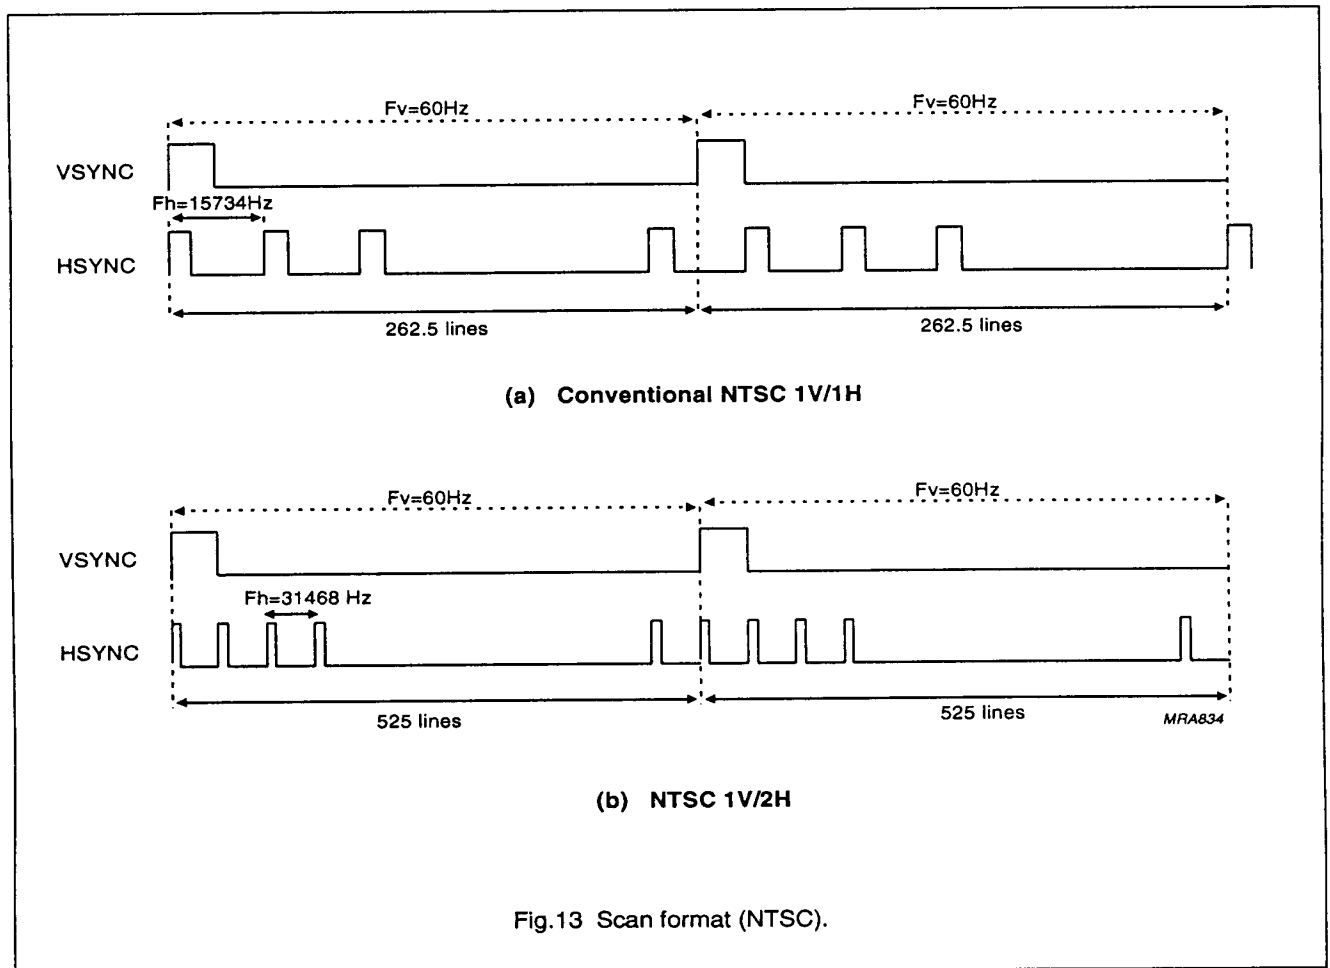 Fv=60Hz
Fv=60Hz
VSYNC
Fh=15734Hz
HSYNC
262.5 lines
262.5 lines
(a) Conventional NTSC 1V/1H
Fv=60Hz
Fv=60Hz
VSYNC
Fh=31468 Hz
HSYNC
525 lines
525 lines
MRA834
(b) NTSC 1V/2H
Fig.13 Scan format (NTSC).